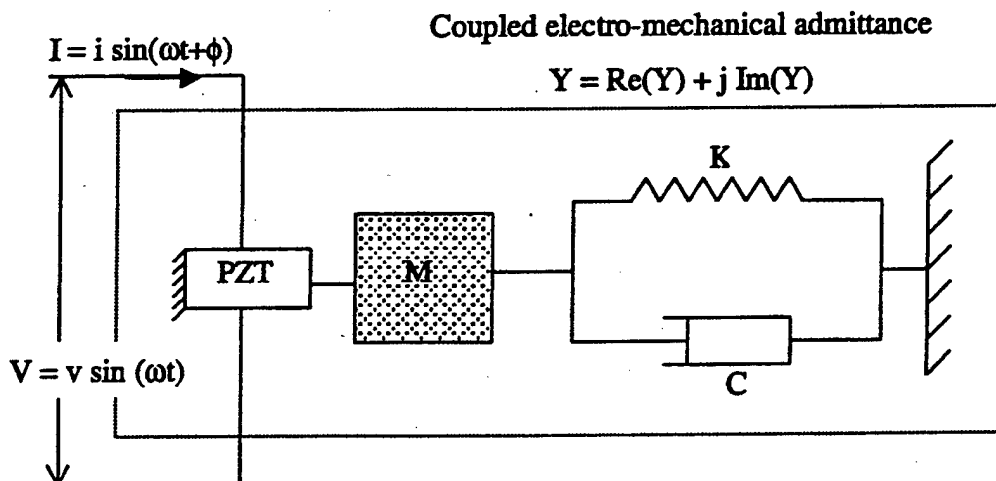 Coupled electro-mechanical admittance
I = i sin(ωt+ϕ)
Y = Re(Y) + j Im(Y)
K
PZT
M
V = v sin (ωt)
C